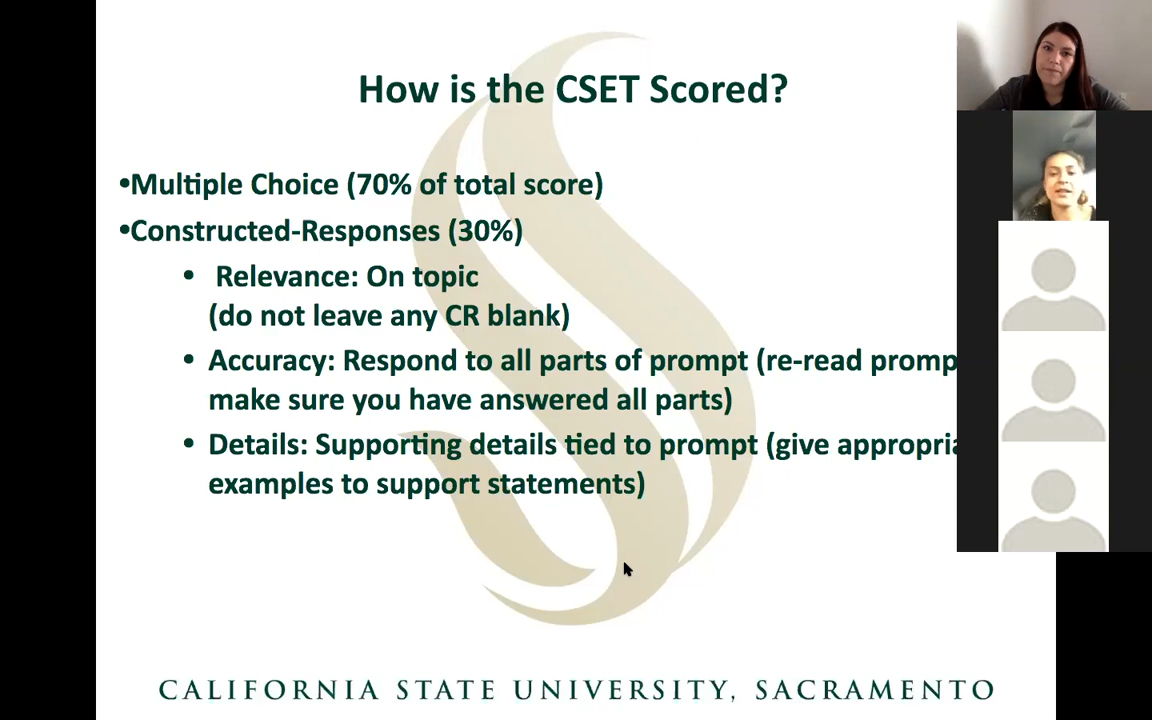 How is the CSET Scored?
•Multiple Choice (70% of total score)
•Constructed-Responses (30%)
• Relevance: On topic
(do not leave any CR blank)
• Accuracy: Respond to all parts of prompt (re-read promp
make sure you have answered all parts)
• Details: Supporting details tied to prompt (give appropria
examples to support statements)
CALIFORNIA STATE UNIVERSITY, SACRAMENTO